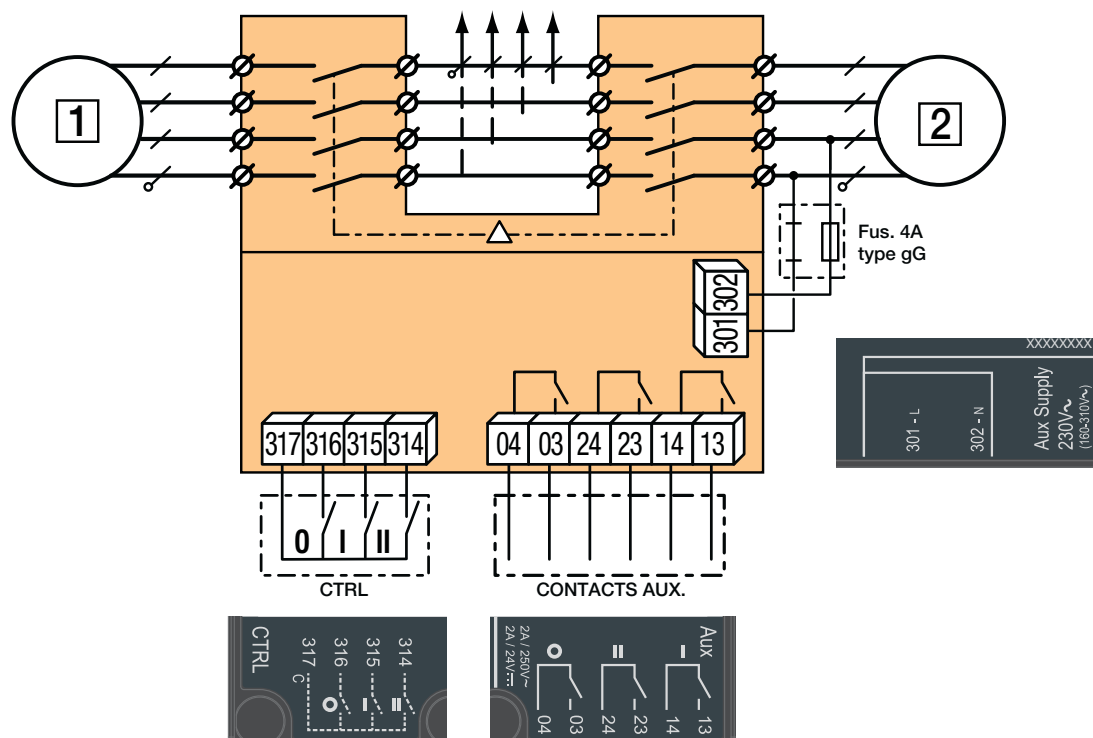 1
2
Fus. 4A
type gG
302
301
XXXXXXXX
301 - L
302 - N
Aux Supply
230V~
(160-310V~)
317 316 315 314
04 03 24 23 14 13
0 I II
CTRL
CONTACTS AUX.
CTRL
317
316
315
314
C
O
I
II
2A / 250V~
2A / 24V⎓
Aux
O
II
I
04
03
24
23
14
13